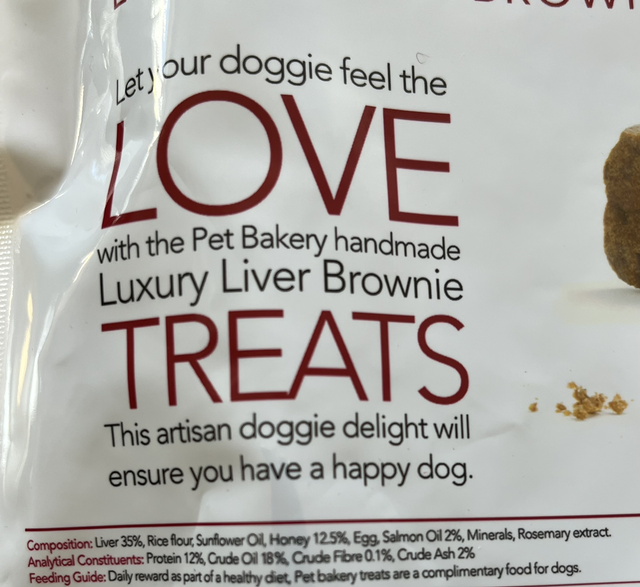 Let your doggie feel the
LOVE
with the Pet Bakery handmade
Luxury Liver Brownie
TREATS
This artisan doggie delight will
ensure you have a happy dog.
Composition: Liver 35%, Rice flour, Sunflower Oil, Honey 12.5%, Egg, Salmon Oil 2%, Minerals, Rosemary extract.
Analytical Constituents: Protein 12%, Crude Oil 18%, Crude Fibre 0.1%, Crude Ash 2%
Feeding Guide: Daily reward as part of a healthy diet, Pet bakery treats are a complimentary food for dogs.